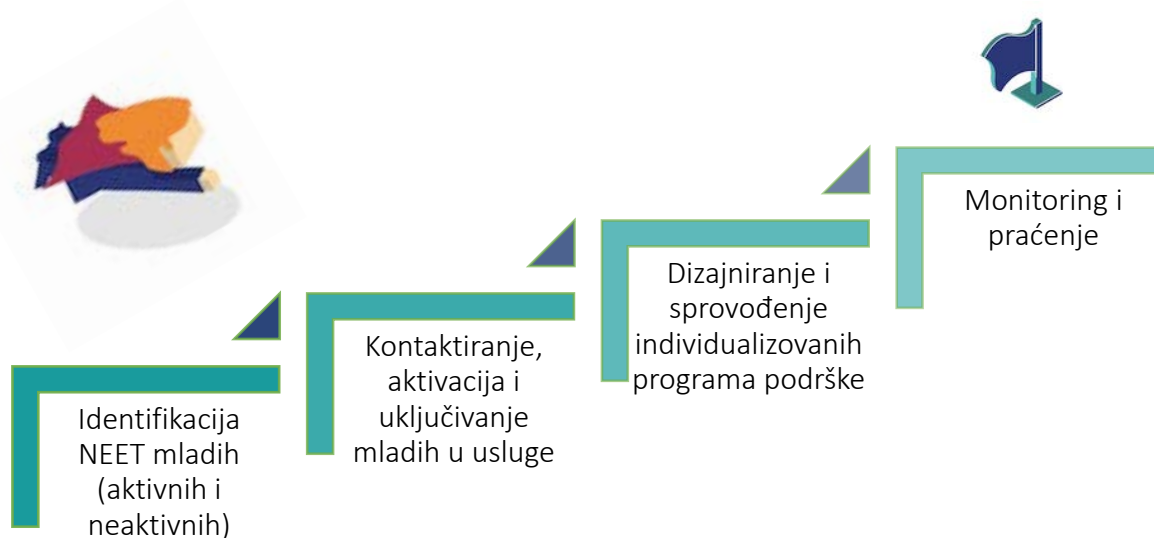 Identifikacija
NEET mladih
(aktivnih i
neaktivnih)
Kontaktiranje,
aktivacija i
uključivanje
mladih u usluge
Dizajniranje i
sprovođenje
individualizovanih
programa podrške
Monitoring i
praćenje